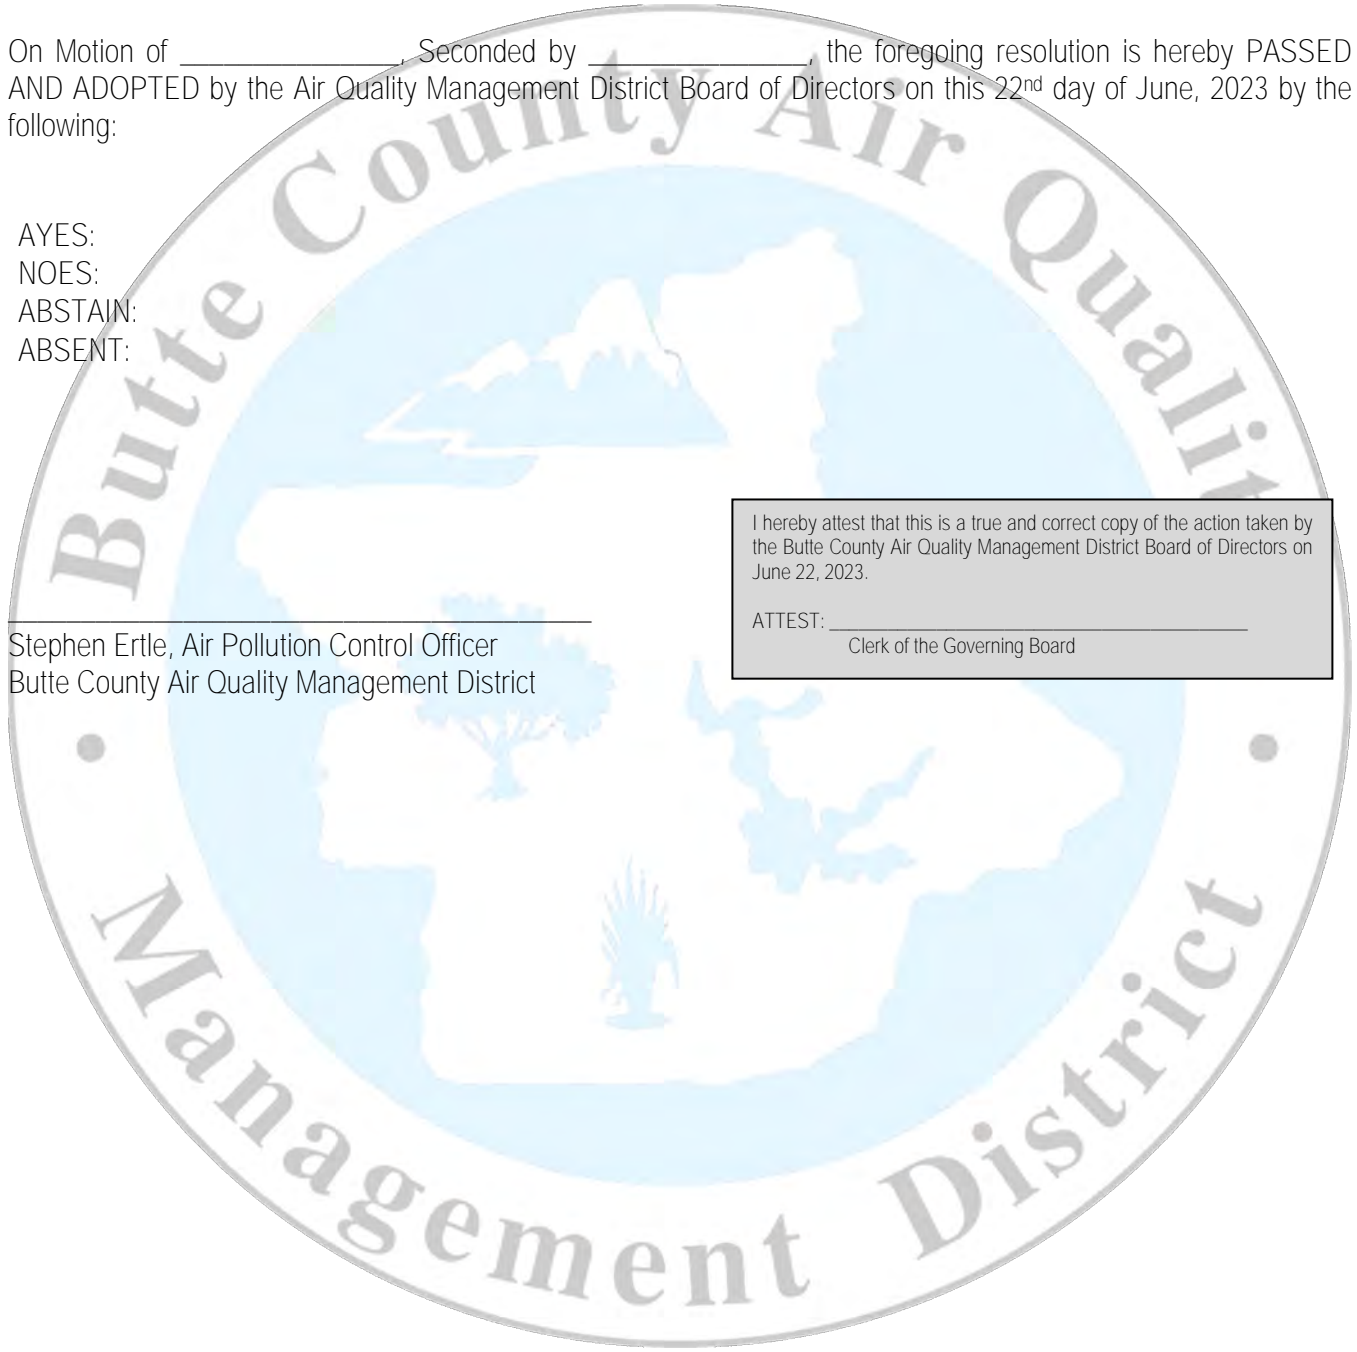 On Motion of _______________, Seconded by _______________, the foregoing resolution is hereby PASSED
AND ADOPTED by the Air Quality Management District Board of Directors on this 22nd day of June, 2023 by the
following:
AYES:
NOES:
ABSTAIN:
ABSENT:
I hereby attest that this is a true and correct copy of the action taken by
the Butte County Air Quality Management District Board of Directors on
June 22, 2023.
ATTEST: ________________________________________
Clerk of the Governing Board
________________________________________
Stephen Ertle, Air Pollution Control Officer
Butte County Air Quality Management District
Butte County Air Qualit
Management District